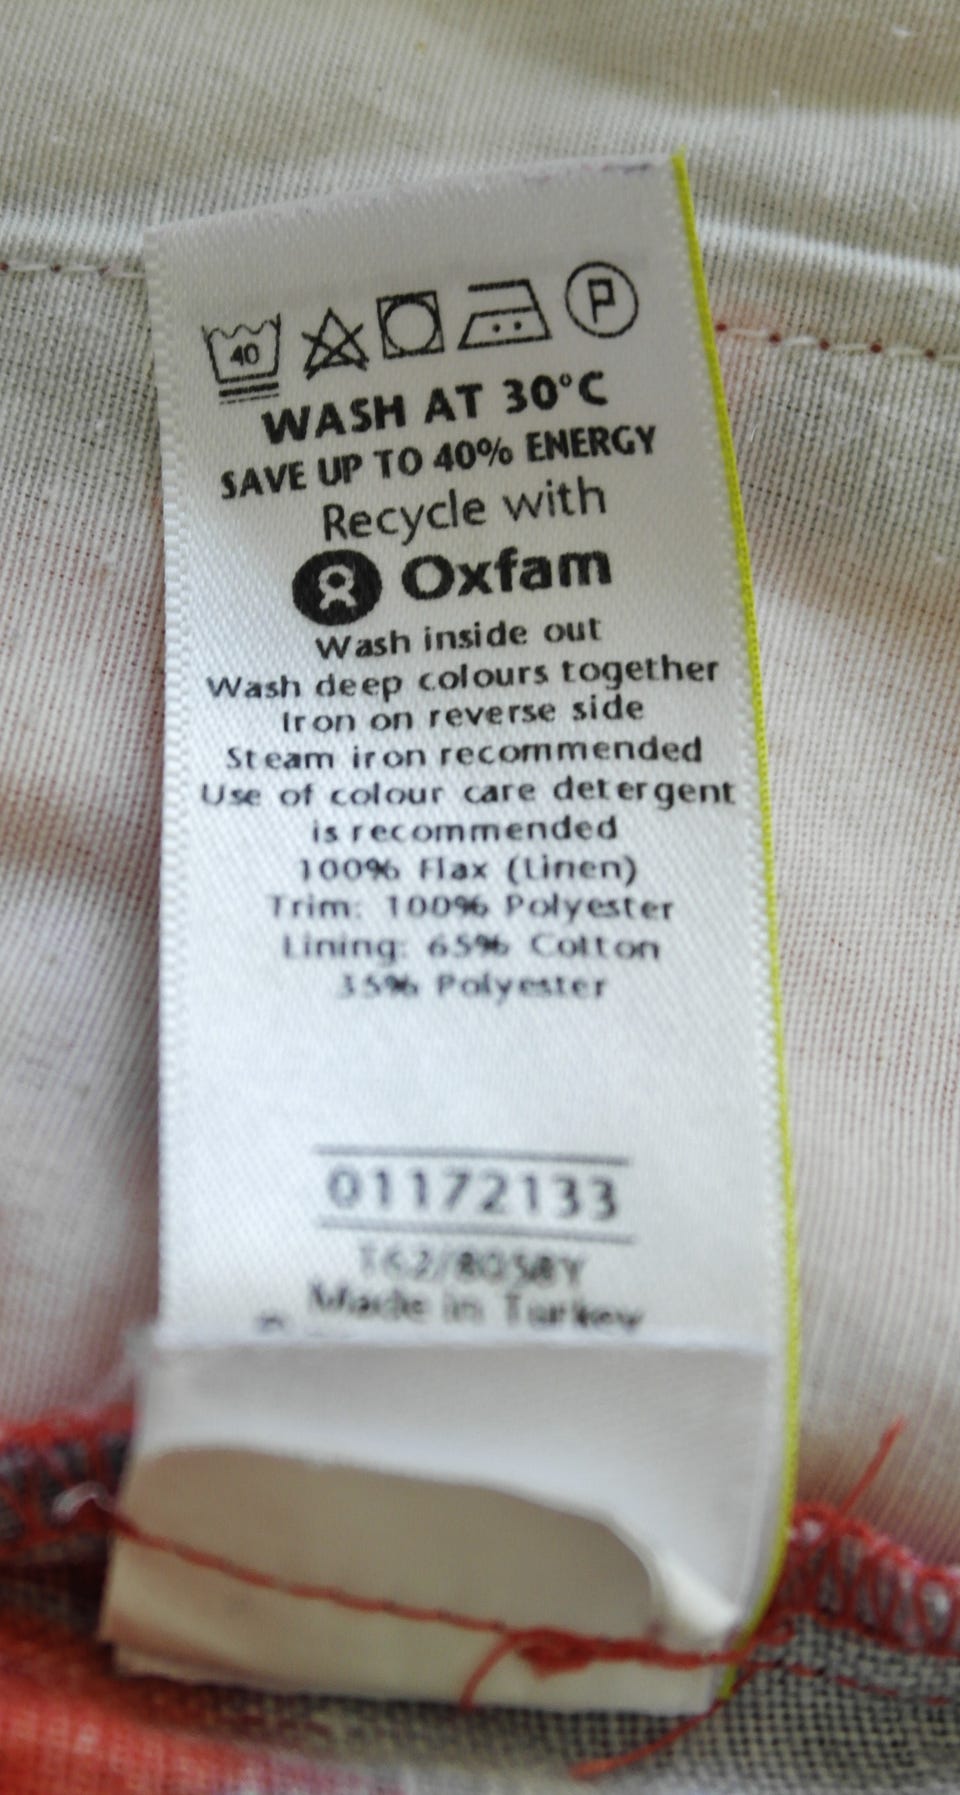 40 P
WASH AT 30°C
SAVE UP TO 40% ENERGY
Recycle with
Oxfam
Wash inside out
Wash deep colours together
Iron on reverse side
Steam iron recommended
Use of colour care detergent
is recommended
100% Flax (Linen)
Trim: 100% Polyester
Lining: 65% Cotton
35% Polyester
01172133
T62/8058Y
Made in Turkey